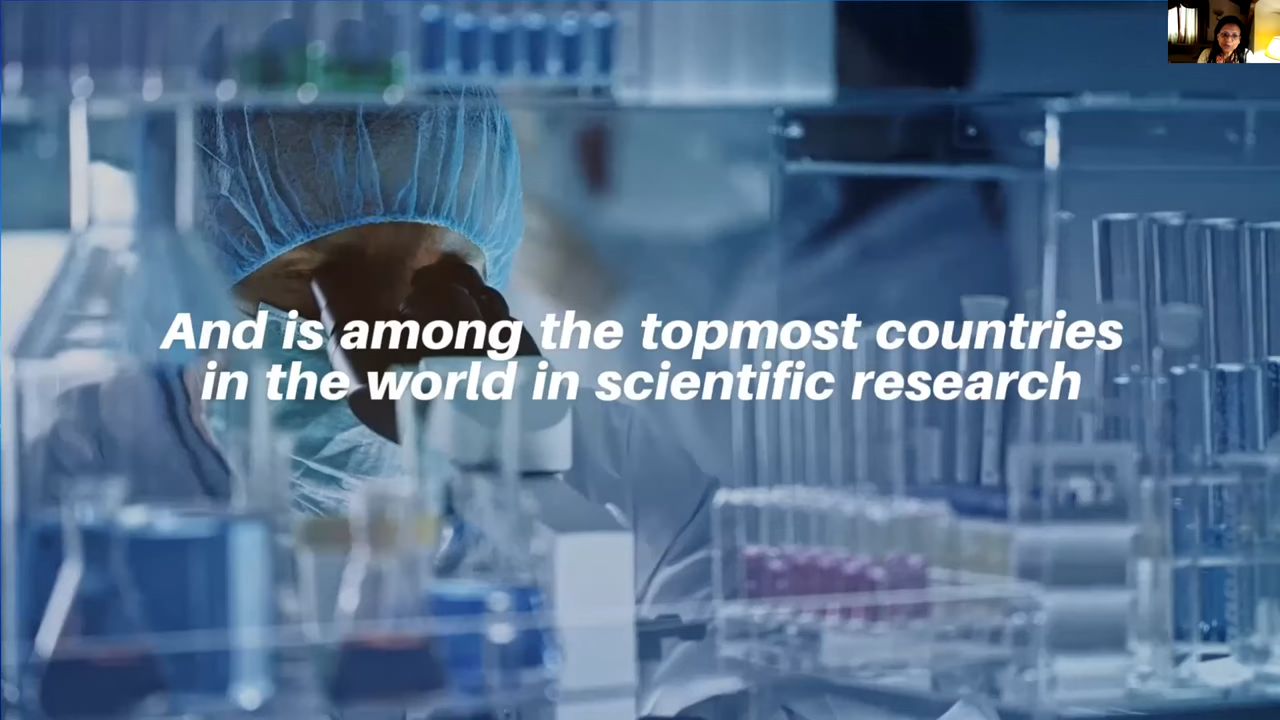 And is among the topmost countries
in the world in scientific research